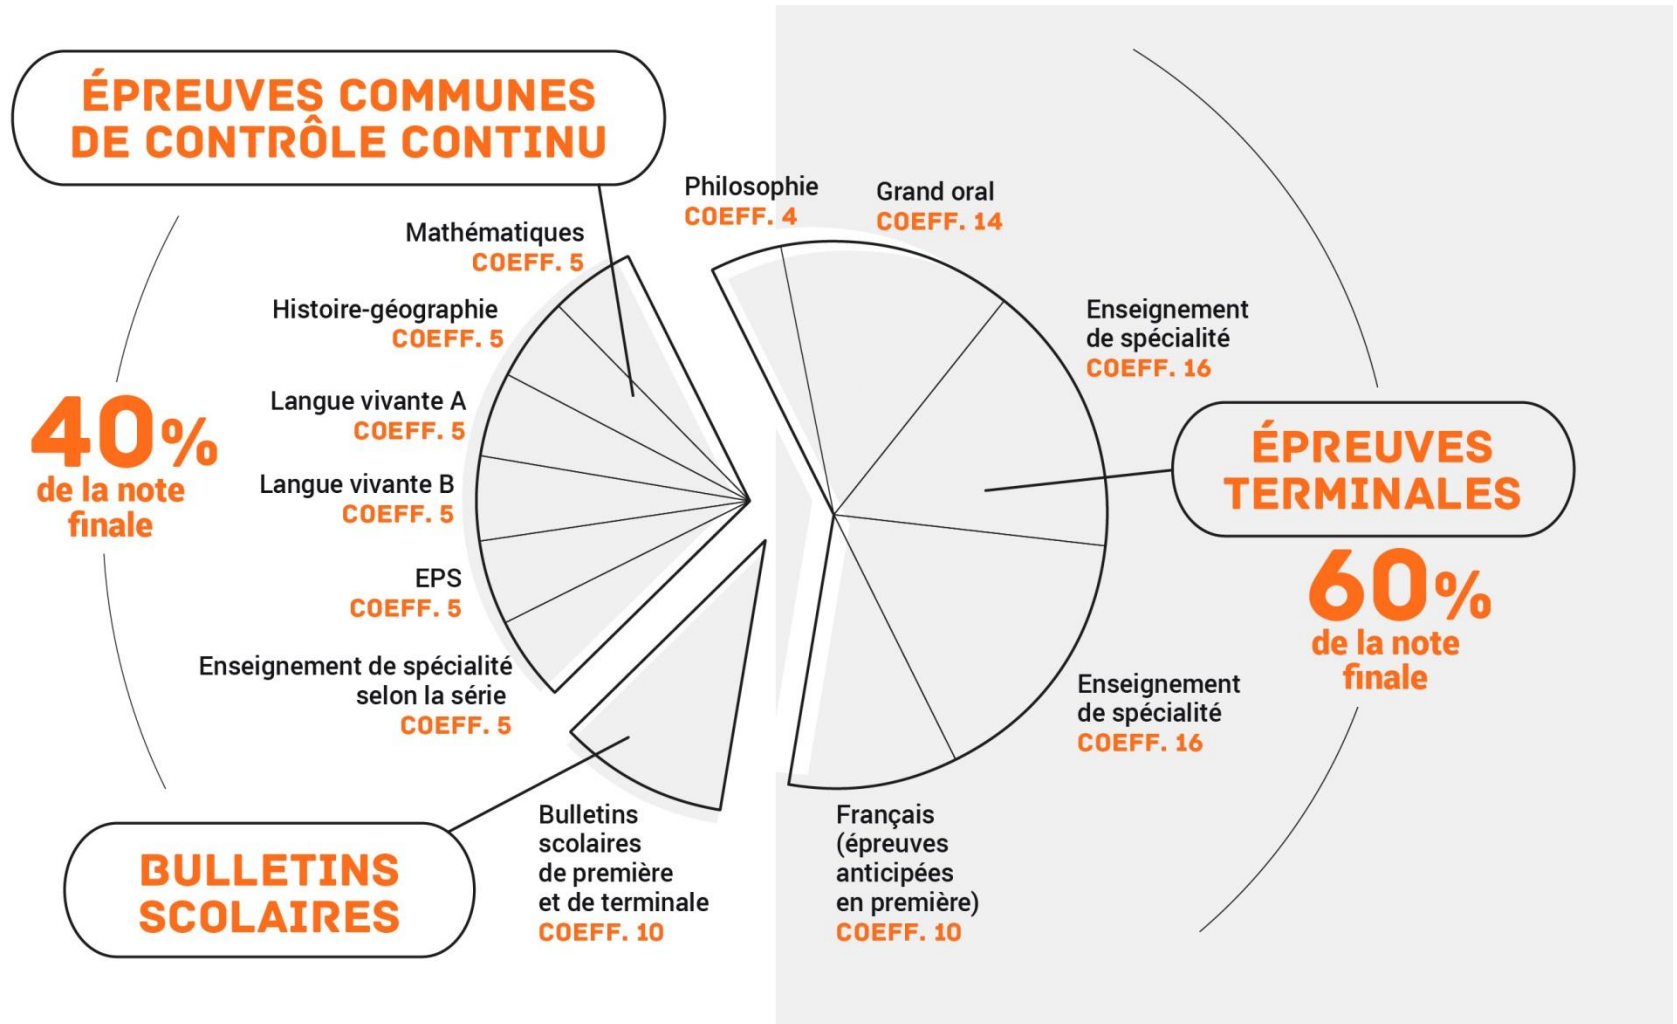 ÉPREUVES COMMUNES
DE CONTRÔLE CONTINU
Mathématiques
COEFF. 5
Histoire-géographie
COEFF. 5
Langue vivante A
COEFF. 5
Langue vivante B
COEFF. 5
EPS
COEFF. 5
Enseignement de spécialité
selon la série
COEFF. 5
40%
de la note
finale
BULLETINS
SCOLAIRES
Bulletins
scolaires
de première
et de terminale
COEFF. 10
Philosophie
COEFF. 4
Grand oral
COEFF. 14
Enseignement
de spécialité
COEFF. 16
ÉPREUVES
TERMINALES
60%
de la note
finale
Enseignement
de spécialité
COEFF. 16
Français
(épreuves
anticipées
en première)
COEFF. 10